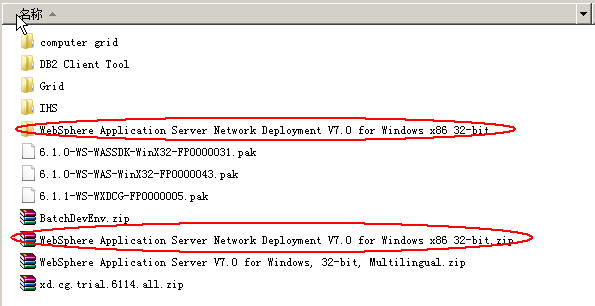 名称
computer grid
DB2 Client Tool
Grid
IHS
WebSphere Application Server Network Deployment V7.0 for Windows x86 32-bit
6.1.0-WS-WASSDK-WinX32-FP0000031.pak
6.1.0-WS-WAS-WinX32-FP0000043.pak
6.1.1-WS-WXDCG-FP0000005.pak
BatchDevEnv.zip
WebSphere Application Server Network Deployment V7.0 for Windows x86 32-bit.zip
WebSphere Application Server V7.0 for Windows, 32-bit, Multilingual.zip
xd.cg.trial.6114.all.zip